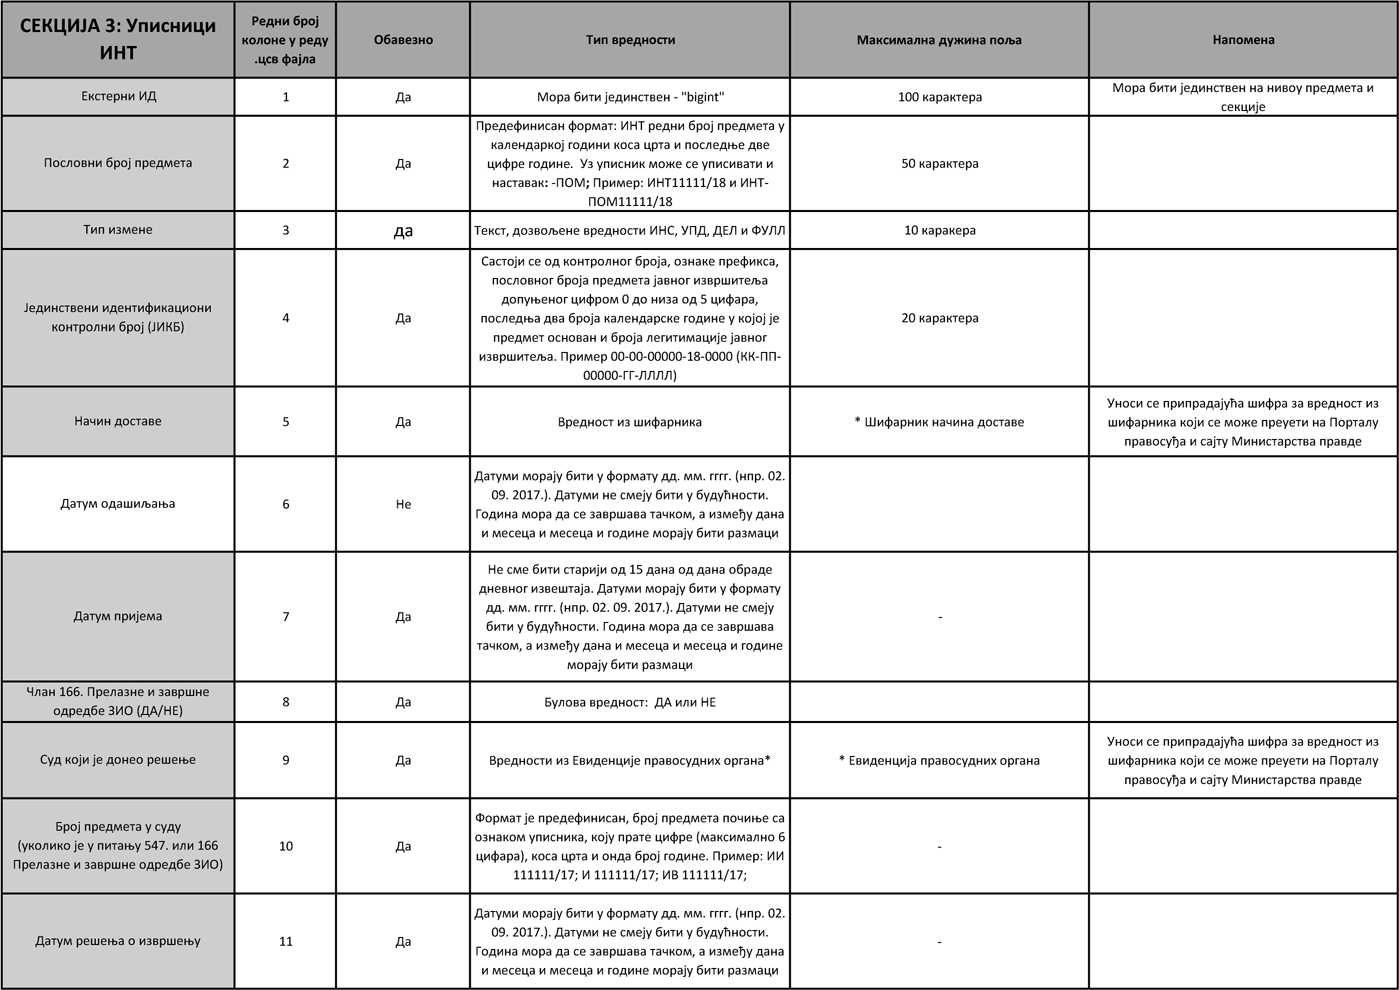 СЕКЦИЈА 3: Уписници
ИНТ
Редни број
колоне у реду
.цсв фајла
Обавезно
Тип вредности
Максимална дужина поља
Напомена
Екстерни ИД
1
Да
Мора бити јединствен - "bigint"
100 карактера
Мора бити јединствен на нивоу предмета и
секције
Пословни број предмета
2
Да
Предефинисан формат: ИНТ редни број предмета у
календаркој години коса црта и последње две
цифре године.  Уз уписник може се уписивати и
наставак: -ПОМ; Пример: ИНТ11111/18 и ИНТ-
ПОМ11111/18
50 карактера
Тип измене
3
да
Текст, дозвољене вредности ИНС, УПД, ДЕЛ и ФУЛЛ
10 каракера
Јединствени идентификациони
контролни број (ЈИКБ)
4
Да
Састоји се од контролног броја, ознаке префикса,
пословног броја предмета јавног извршитеља
допуњеног цифром 0 до низа од 5 цифара,
последња два броја календарске године у којој је
предмет основан и броја легитимације јавног
извршитеља. Пример 00-00-00000-18-0000 (КК-ПП-
00000-ГГ-ЛЛЛЛ)
20 карактера
Начин доставе
5
Да
Вредност из шифарника
* Шифарник начина доставе
Уноси се припрадајућа шифра за вредност из
шифарника који се може преуети на Порталу
правосуђа и сајту Министарства правде
Датум одашиљања
6
Не
Датуми морају бити у формату дд. мм. гггг. (нпр. 02.
09. 2017.). Датуми не смеју бити у будућности.
Година мора да се завршава тачком, а између дана
и месеца и месеца и године морају бити размаци
Датум пријема
7
Да
Не сме бити старији од 15 дана од дана обраде
дневног извештаја. Датуми морају бити у формату
дд. мм. гггг. (нпр. 02. 09. 2017.). Датуми не смеју
бити у будућности. Година мора да се завршава
тачком, а између дана и месеца и месеца и године
морају бити размаци
-
Члан 166. Прелазне и завршне
одредбе ЗИО (ДА/НЕ)
8
Да
Булова вредност:  ДА или НЕ
Суд који је донео решење
9
Да
Вредности из Евиденције правосудних органа*
* Евиденција правосудних органа
Уноси се припрадајућа шифра за вредност из
шифарника који се може преуети на Порталу
правосуђа и сајту Министарства правде
Број предмета у суду
(уколико је у питању 547. или 166
Прелазне и завршне одредбе ЗИО)
10
Да
Формат је предефинисан, број предмета почиње са
ознаком уписника, коју прате цифре (максимално 6
цифара), коса црта и онда број године. Пример: ИИ
111111/17; И 111111/17; ИВ 111111/17;
-
Датум решења о извршењу
11
Да
Датуми морају бити у формату дд. мм. гггг. (нпр. 02.
09. 2017.). Датуми не смеју бити у будућности.
Година мора да се завршава тачком, а између дана
и месеца и месеца и године морају бити размаци
-